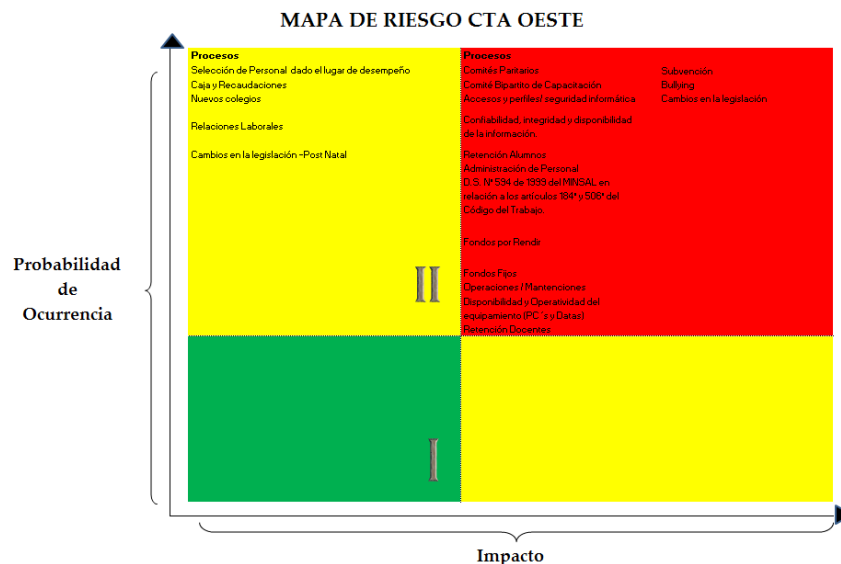 MAPA DE RIESGO CTA OESTE
Procesos
Selección de Personal dado el lugar de desempeño
Caja y Recaudaciones
Nuevos colegios
Relaciones Laborales
Cambios en la legislación -Post Natal
II
Procesos
Comités Paritarios
Comité Bipartito de Capacitación
Accesos y perfiles/ seguridad informática
Confiabilidad, integridad y disponibilidad
de la información.
Retención Alumnos
Administración de Personal
D.S. Nº 594 de 1999 del MINSAL en
relación a los artículos 184º y 506º del
Código del Trabajo.
Fondos por Rendir
Fondos Fijos
Operaciones / Mantenciones
Disponibilidad y Operatividad del
equipamiento (PC´s y Datas)
Retención Docentes
Subvención
Bullying
Cambios en la legislación
Probabilidad
de
Ocurrencia
I
Impacto